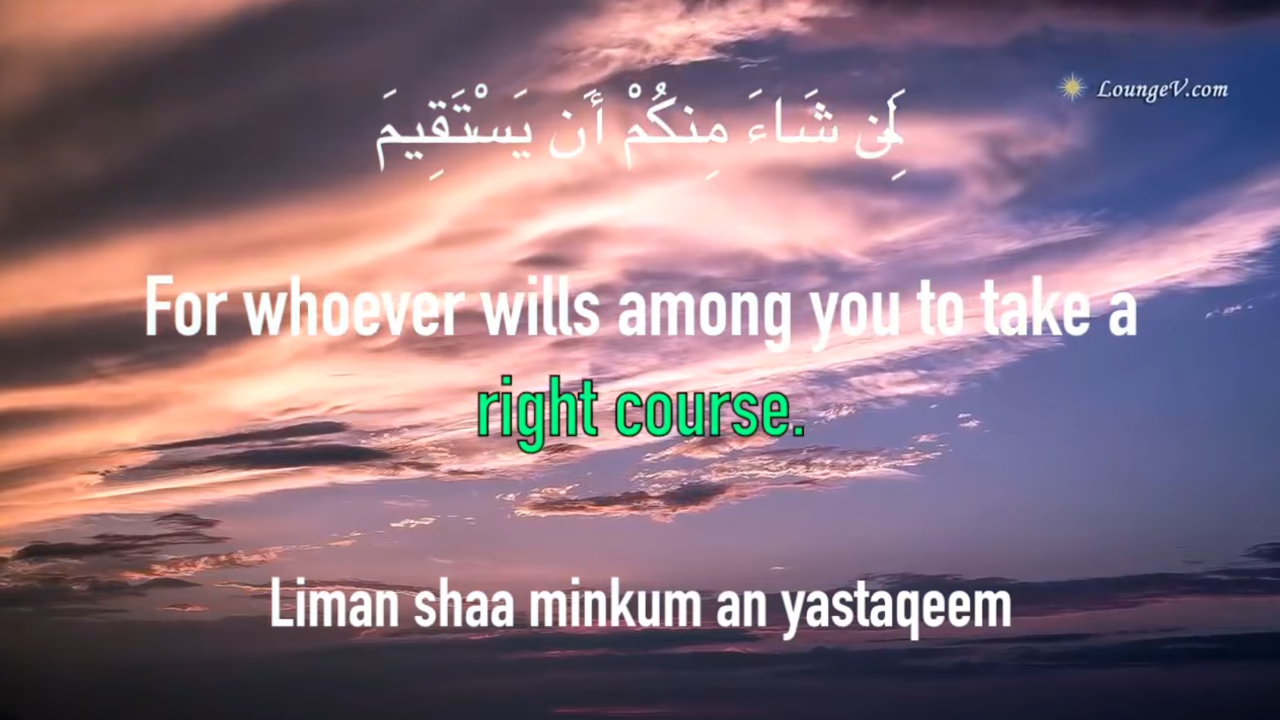 لِمَن شَاءَ مِنكُمْ أَن يَسْتَقِيمَ
LoungeV.com
For whoever wills among you to take a
right course.
Liman shaa minkum an yastaqeem